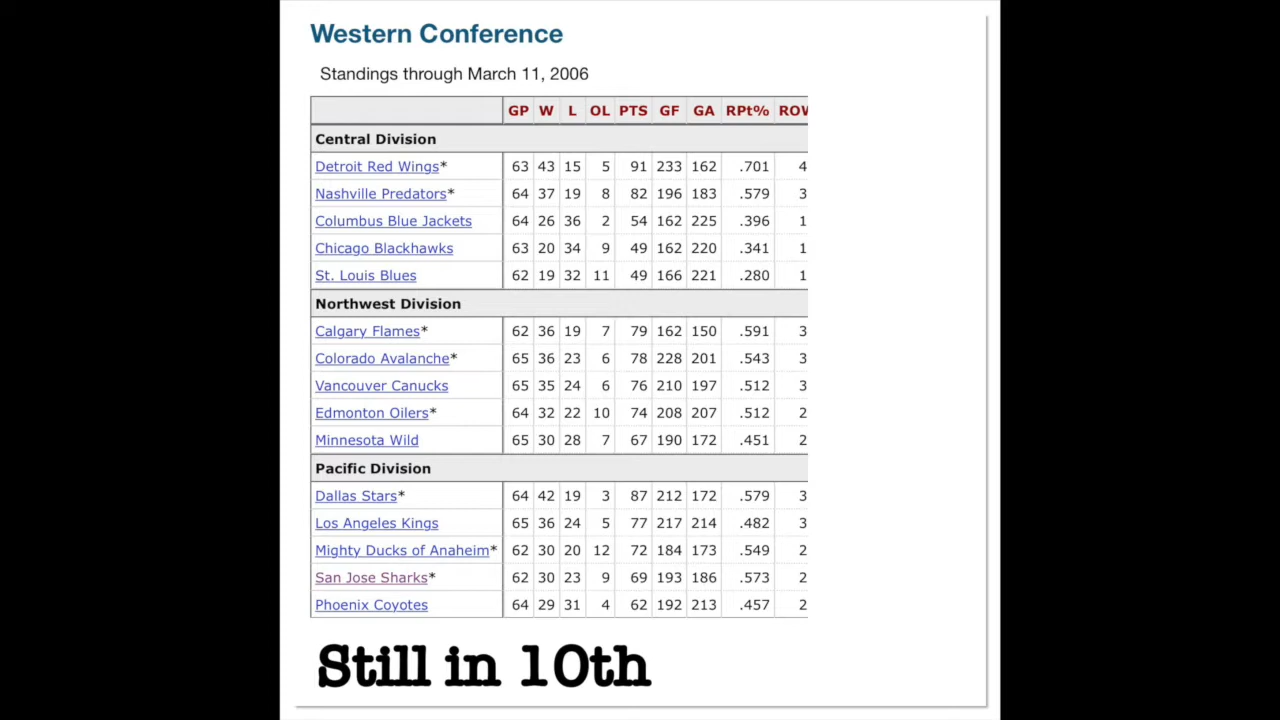 Western Conference
Standings through March 11, 2006
GP W L OL PTS GF GA RPt% ROW
Central Division
Detroit Red Wings* 63 43 15 5 91 233 162 .701 4
Nashville Predators* 64 37 19 8 82 196 183 .579 3
Columbus Blue Jackets 64 26 36 2 54 162 225 .396 1
Chicago Blackhawks 63 20 34 9 49 162 220 .341 1
St. Louis Blues 62 19 32 11 49 166 221 .280 1
Northwest Division
Calgary Flames* 62 36 19 7 79 162 150 .591 3
Colorado Avalanche* 65 36 23 6 78 228 201 .543 3
Vancouver Canucks 65 35 24 6 76 210 197 .512 3
Edmonton Oilers* 64 32 22 10 74 208 207 .512 2
Minnesota Wild 65 30 28 7 67 190 172 .451 2
Pacific Division
Dallas Stars* 64 42 19 3 87 212 172 .579 3
Los Angeles Kings 65 36 24 5 77 217 214 .482 3
Mighty Ducks of Anaheim* 62 30 20 12 72 184 173 .549 2
San Jose Sharks* 62 30 23 9 69 193 186 .573 2
Phoenix Coyotes 64 29 31 4 62 192 213 .457 2
Still in 10th